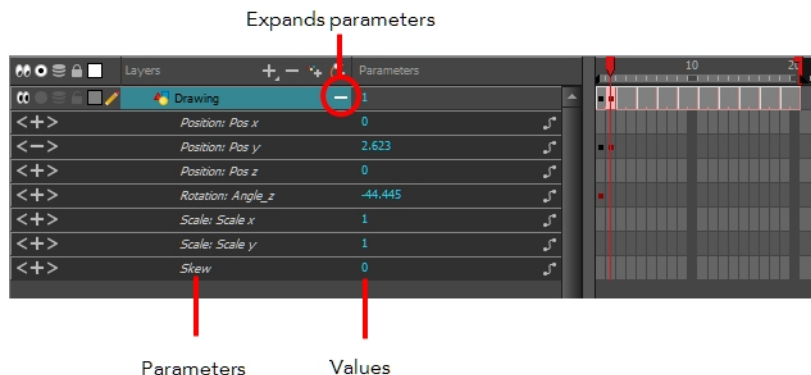 Expands parameters
Layers Parameters 10 20
Drawing 1
<+> Position: Pos x 0
<-> Position: Pos y 2.623
<+> Position: Pos z 0
<+> Rotation: Angle_z -44.445
<+> Scale: Scale x 1
<+> Scale: Scale y 1
<+> Skew 0
Parameters Values